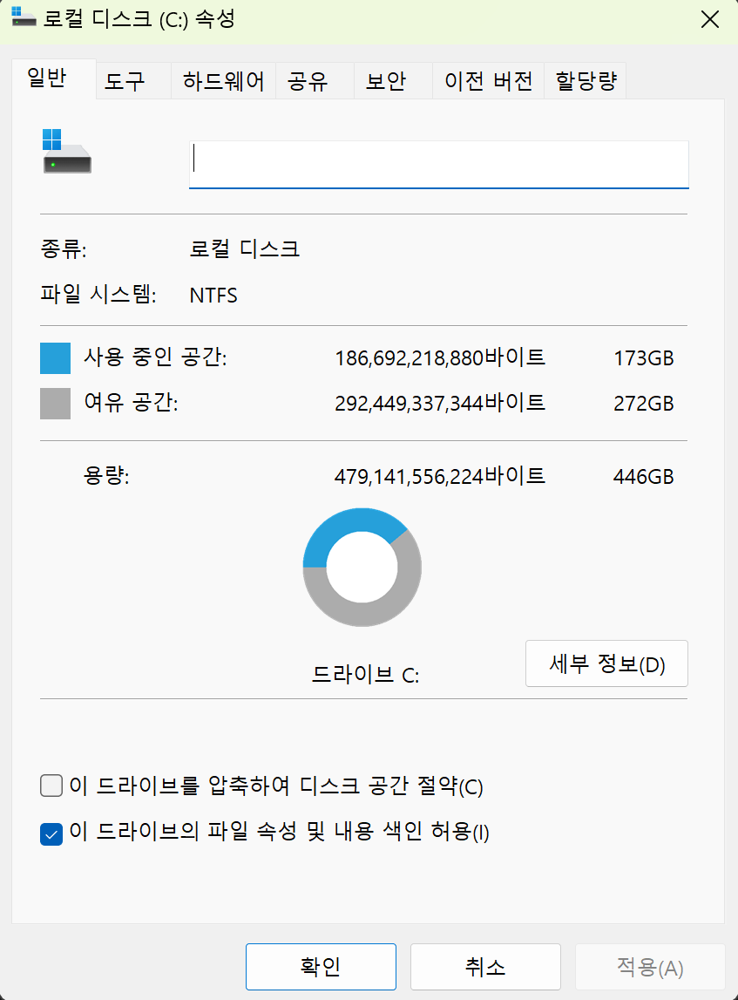 로컬 디스크 (C:) 속성
일반 도구 하드웨어 공유 보안 이전 버전 할당량
종류: 로컬 디스크
파일 시스템: NTFS
사용 중인 공간: 186,692,218,880바이트 173GB
여유 공간: 292,449,337,344바이트 272GB
용량: 479,141,556,224바이트 446GB
드라이브 C:
세부 정보(D)
이 드라이브를 압축하여 디스크 공간 절약(C)
이 드라이브의 파일 속성 및 내용 색인 허용(I)
확인 취소 적용(A)